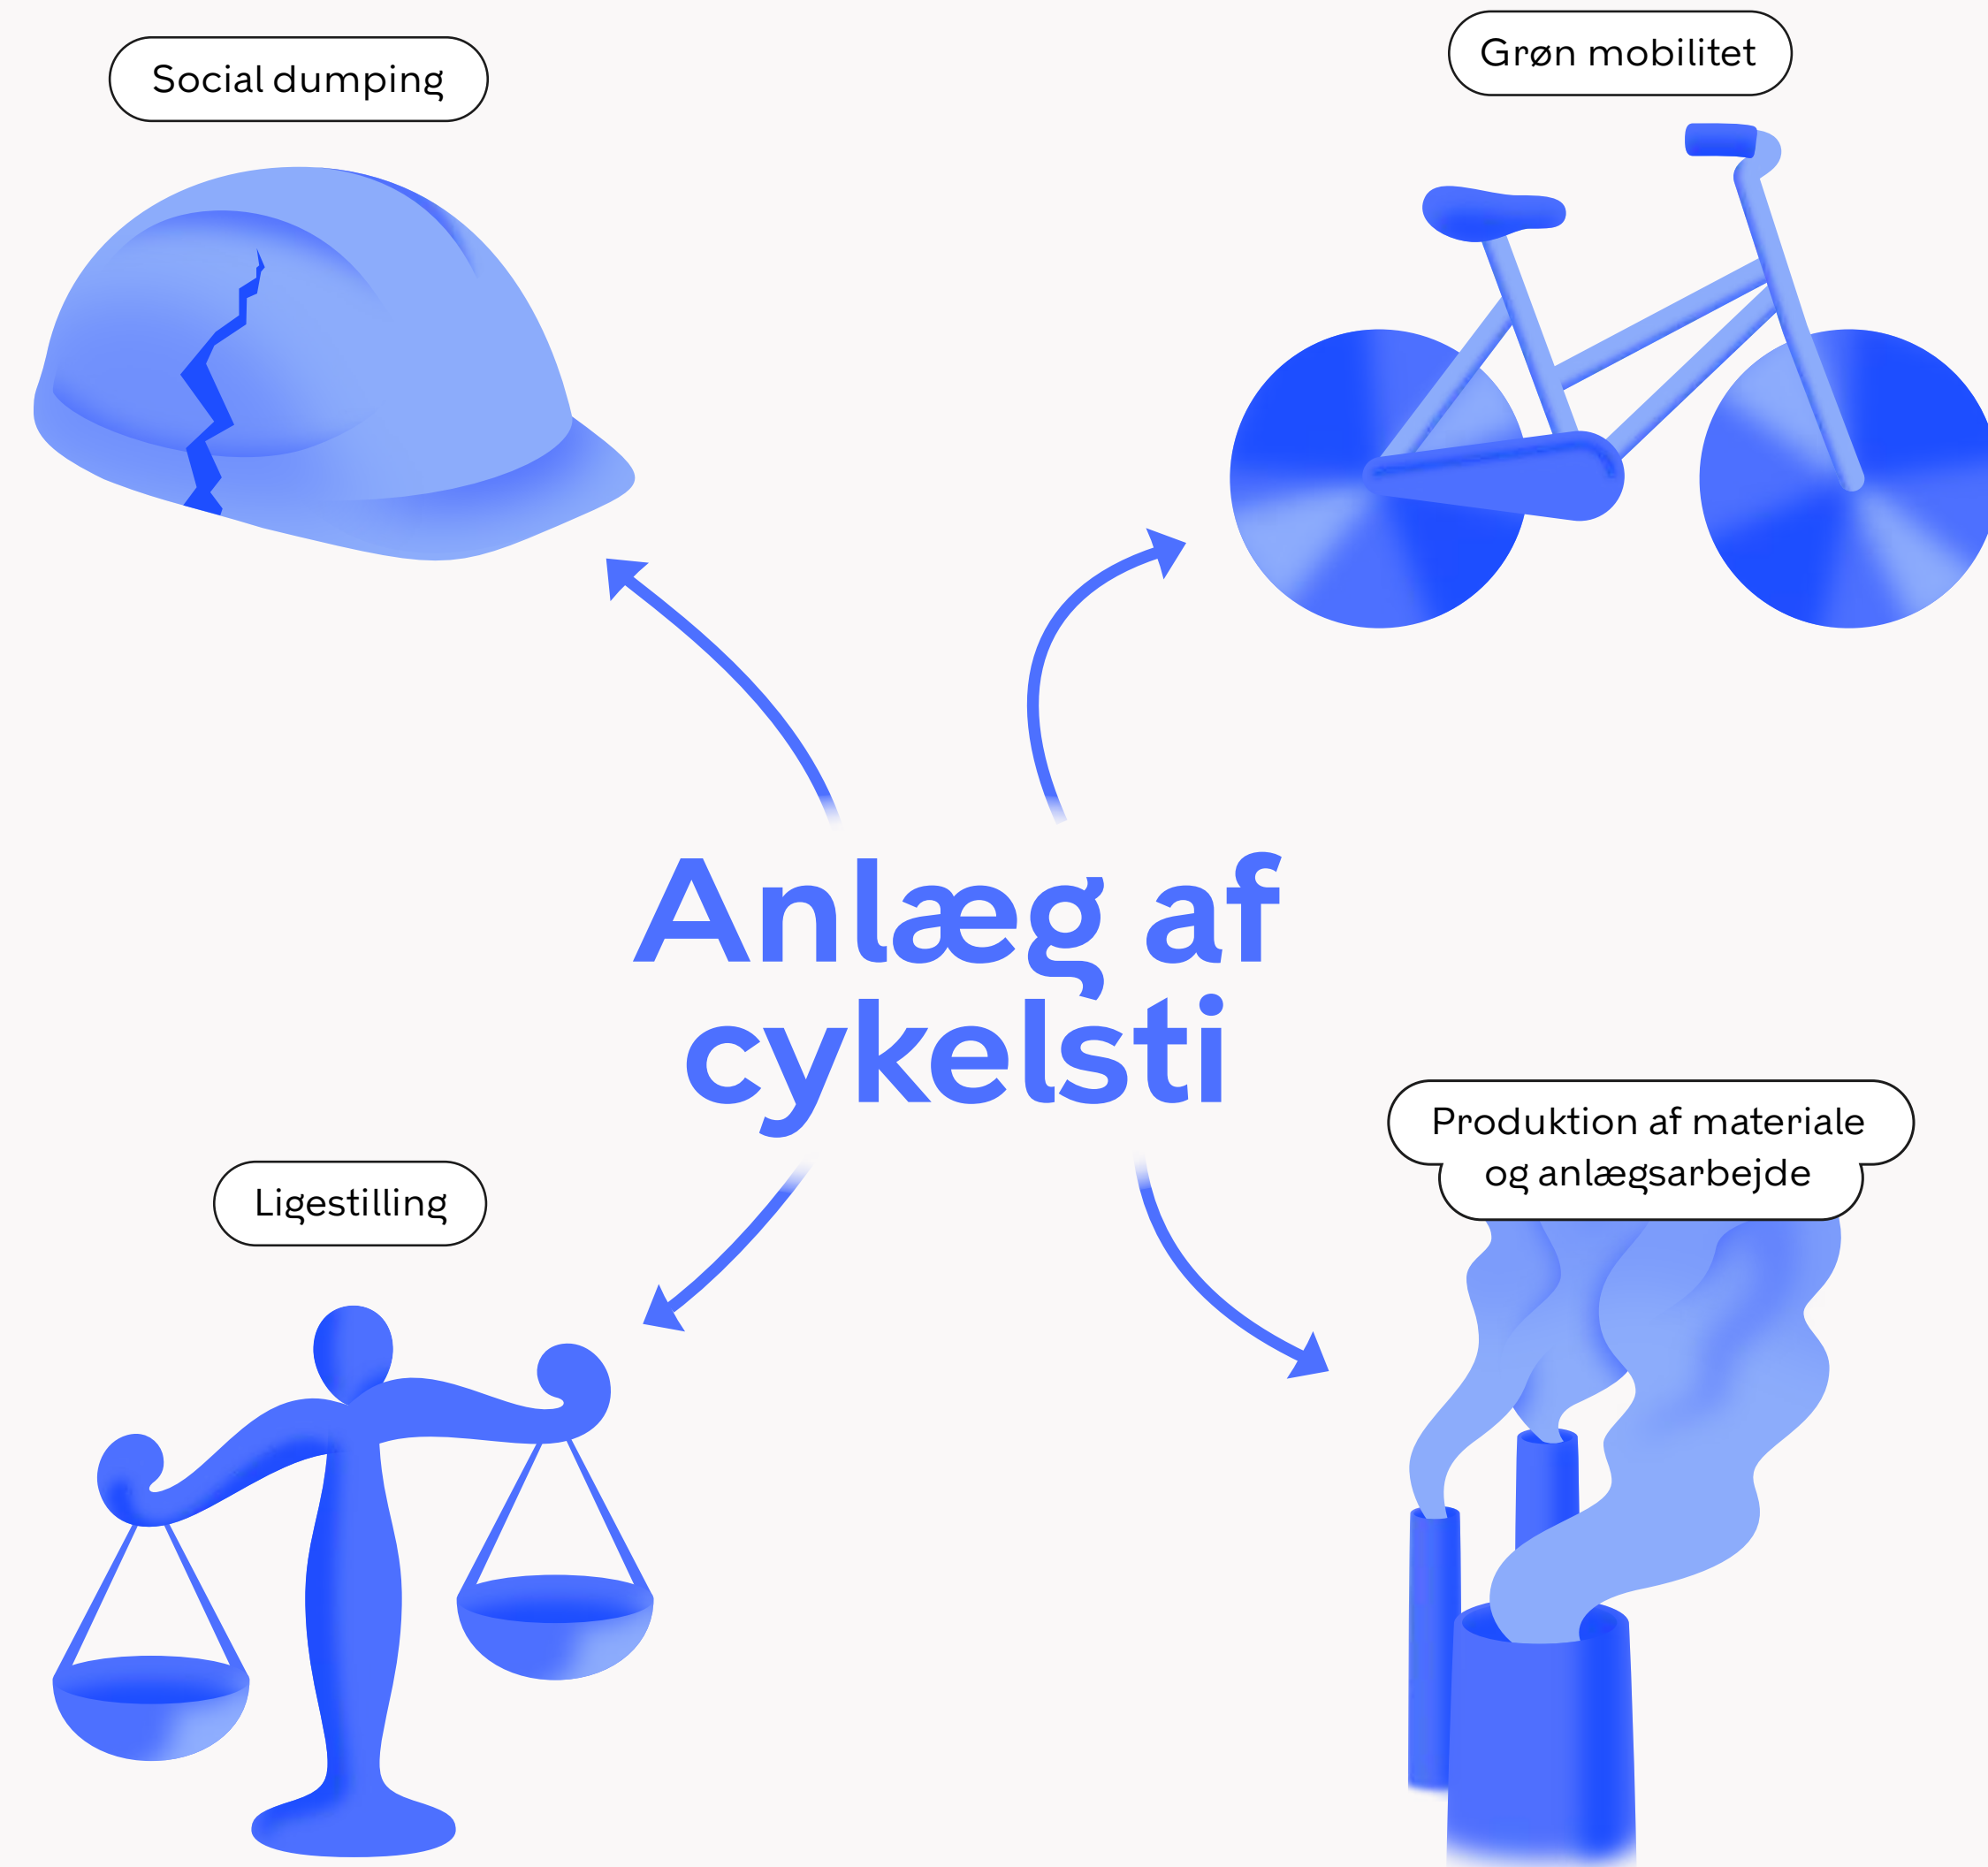 Social dumping
Grøn mobilitet
Anlæg af
cykelsti
Ligestilling
Produktion af materiale
og anlægsarbejde